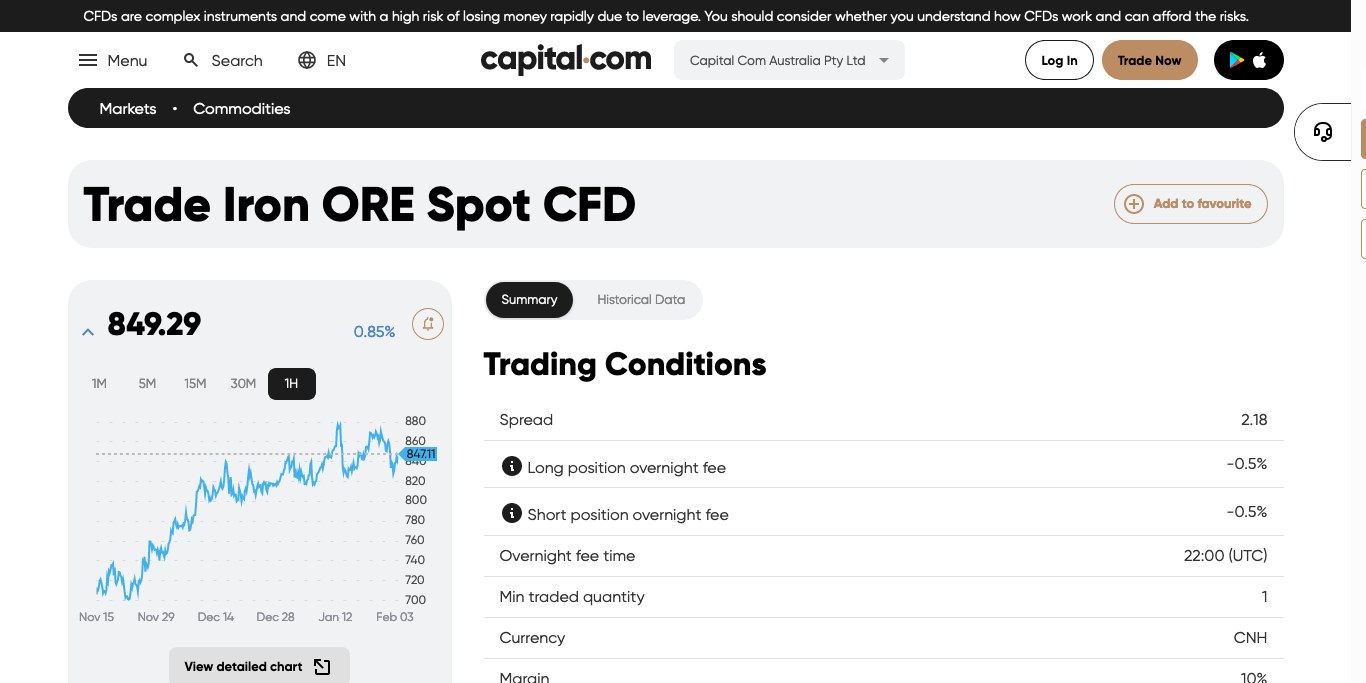 CFDs are complex instruments and come with a high risk of losing money rapidly due to leverage. You should consider whether you understand how CFDs work and can afford the risks.
Menu Search EN capital.com Capital Com Australia Pty Ltd Log In Trade Now
Markets • Commodities
Trade Iron ORE Spot CFD Add to favourite
849.29 0.85%
1M 5M 15M 30M 1H
880
860
847.11
840
820
800
780
760
740
720
700
Nov 15 Nov 29 Dec 14 Dec 28 Jan 12 Feb 03
View detailed chart
Summary Historical Data
Trading Conditions
Spread 2.18
Long position overnight fee -0.5%
Short position overnight fee -0.5%
Overnight fee time 22:00 (UTC)
Min traded quantity 1
Currency CNH
Margin 10%